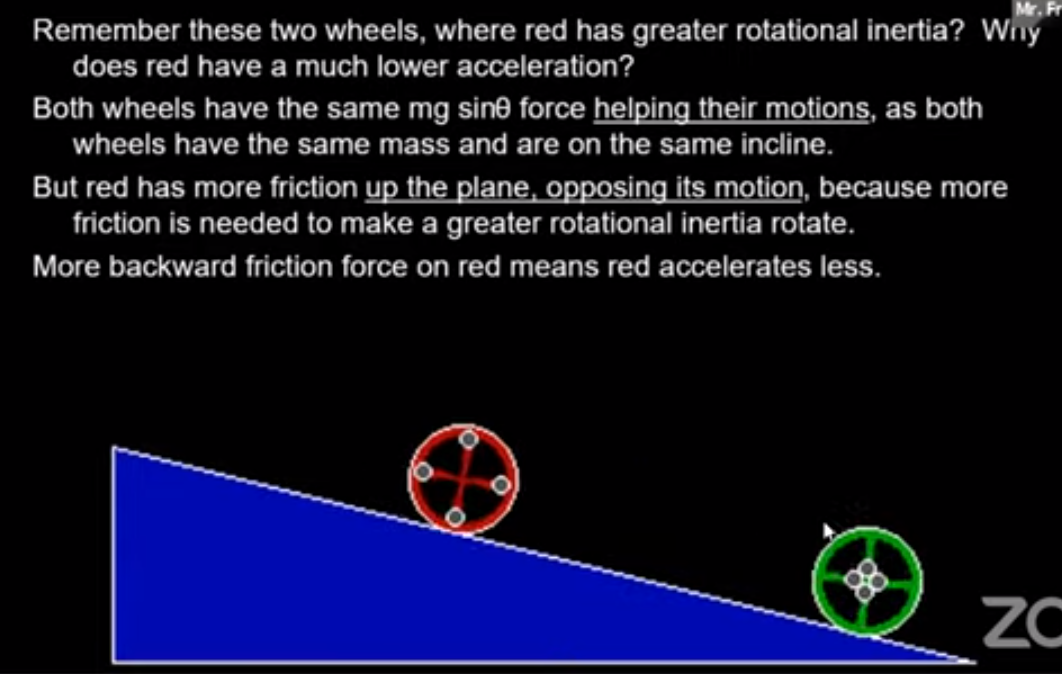 Mr. Fr
Remember these two wheels, where red has greater rotational inertia? Why
does red have a much lower acceleration?
Both wheels have the same mg sinθ force helping their motions, as both
wheels have the same mass and are on the same incline.
But red has more friction up the plane, opposing its motion, because more
friction is needed to make a greater rotational inertia rotate.
More backward friction force on red means red accelerates less.
ZO